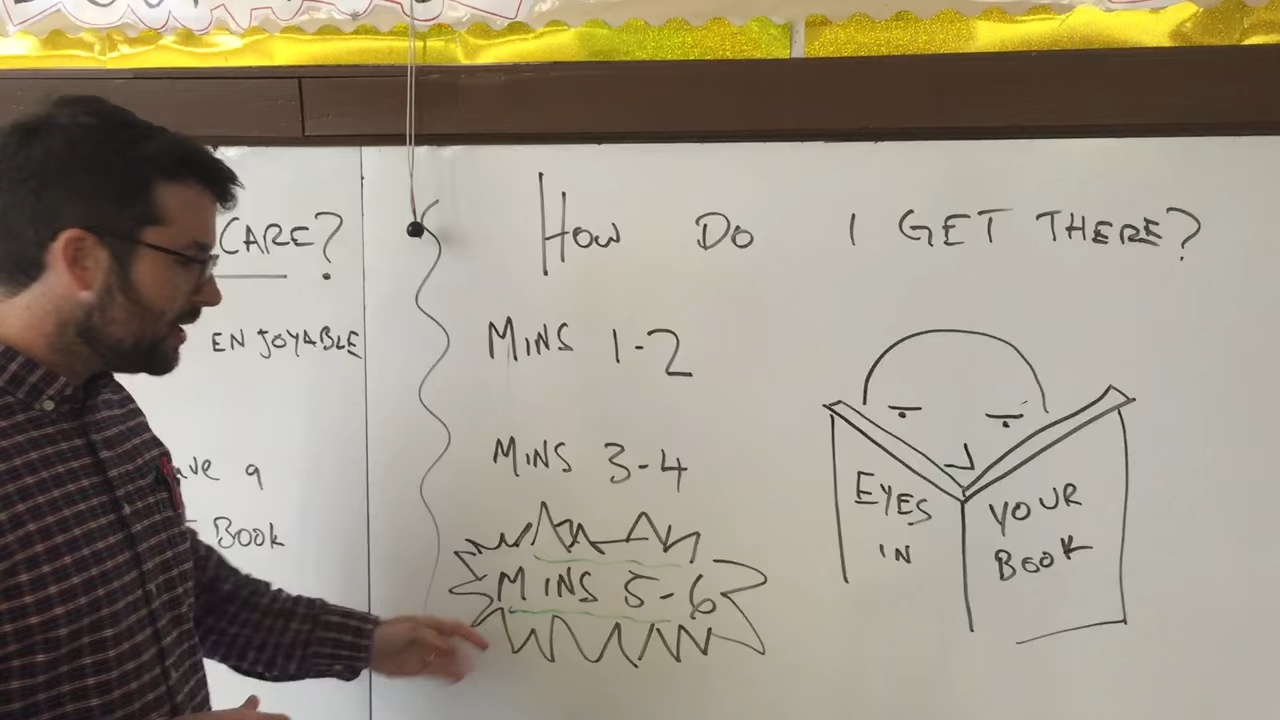 CARE?
ENJOYABLE
a
Book
HOW DO I GET THERE?
MINS 1-2
MINS 3-4
MINS 5-6
EYES
IN
YOUR
BOOK